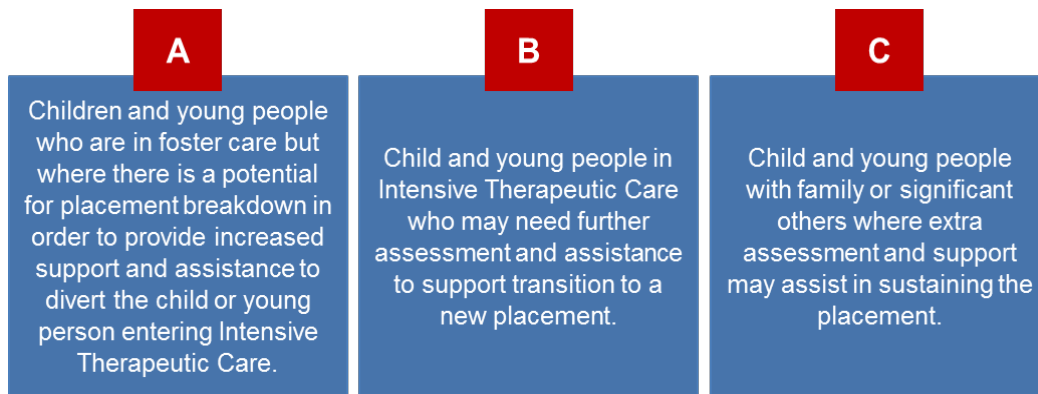 A
Children and young people
who are in foster care but
where there is a potential
for placement breakdown in
order to provide increased
support and assistance to
divert the child or young
person entering Intensive
Therapeutic Care.
B
Child and young people in
Intensive Therapeutic Care
who may need further
assessment and assistance
to support transition to a
new placement.
C
Child and young people
with family or significant
others where extra
assessment and support
may assist in sustaining the
placement.